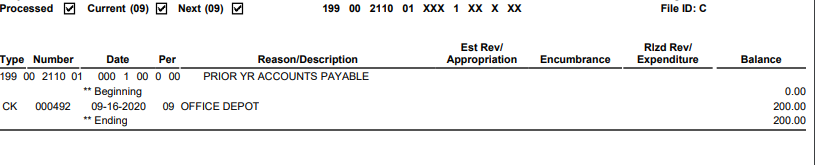 Processed ☑ Current (09) ☑ Next (09) ☑ 199 00 2110 01 XXX 1 XX X XX File ID: C
Est Rev/ Rlzd Rev/
Type Number Date Per Reason/Description Appropriation Encumbrance Expenditure Balance
199 00 2110 01 000 1 00 0 00 PRIOR YR ACCOUNTS PAYABLE
** Beginning 0.00
CK 000492 09-16-2020 09 OFFICE DEPOT 200.00
** Ending 200.00